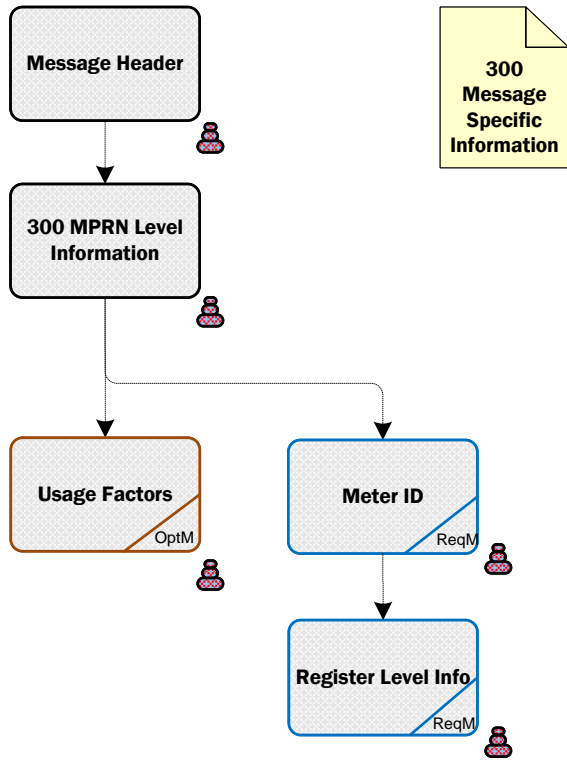 Message Header
300
Message
Specific
Information
300 MPRN Level
Information
Usage Factors
OptM
Meter ID
ReqM
Register Level Info
ReqM